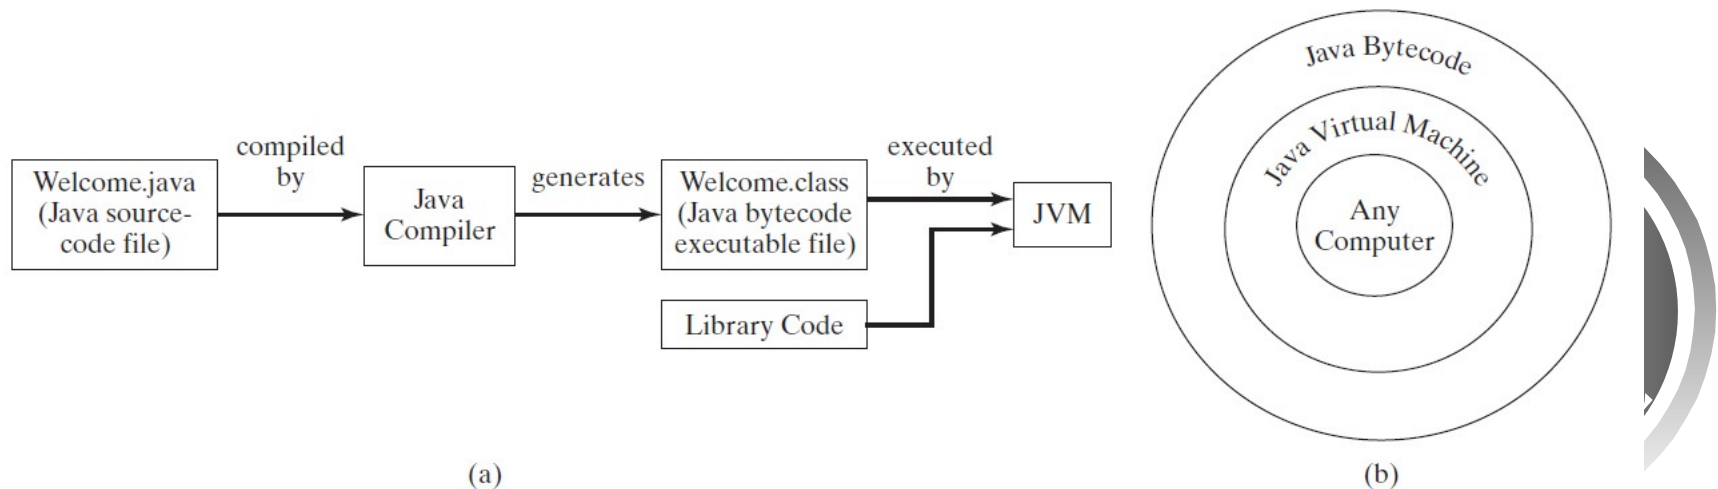 Welcome.java
(Java source-
code file)
compiled
by
Java
Compiler
generates
Welcome.class
(Java bytecode
executable file)
executed
by
JVM
Library Code
(a)
Java Bytecode
Java Virtual Machine
Any
Computer
(b)